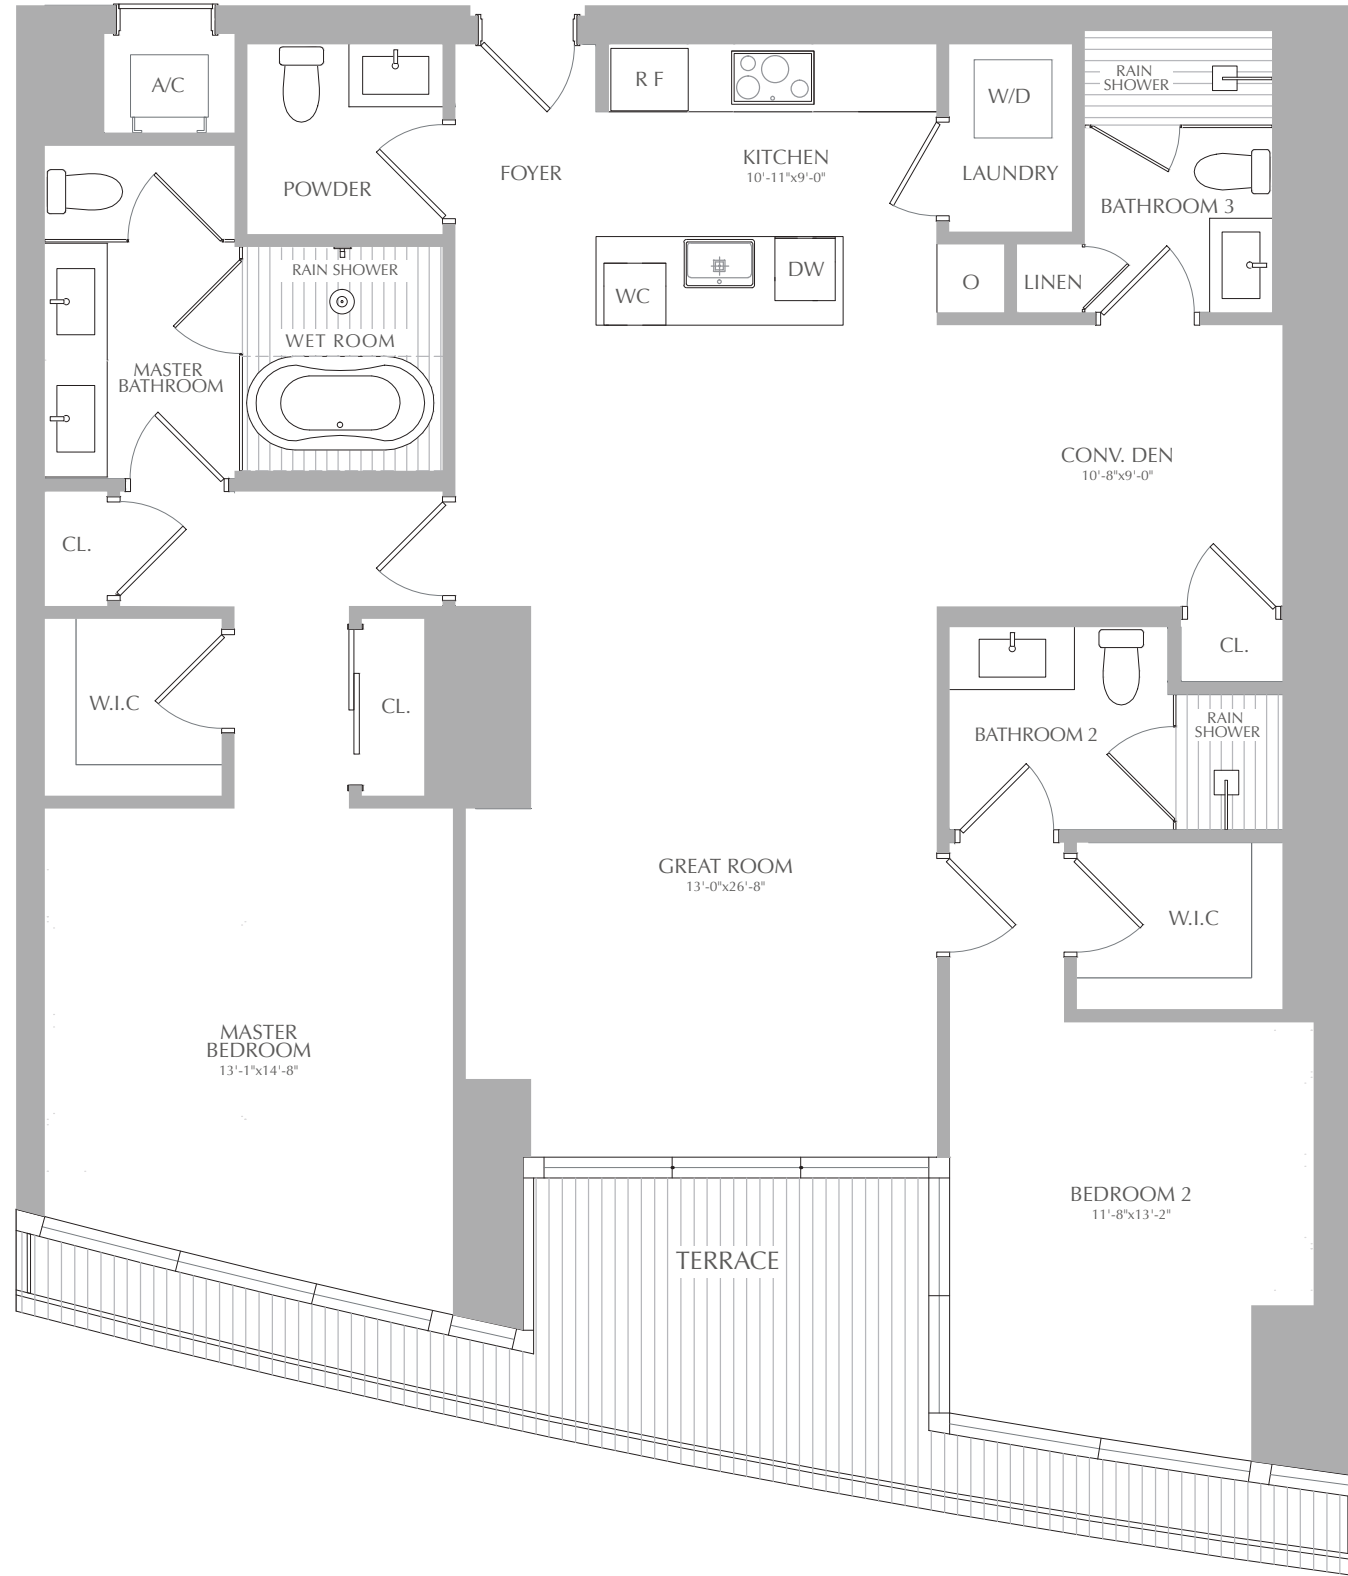 A/C
R F
RAIN
SHOWER
W/D
KITCHEN
10'-11"x9'-0"
FOYER
LAUNDRY
POWDER
BATHROOM 3
RAIN SHOWER
DW
WC
O
LINEN
WET ROOM
MASTER
BATHROOM
CONV. DEN
10'-8"x9'-0"
CL.
CL.
W.I.C
CL.
RAIN
SHOWER
BATHROOM 2
GREAT ROOM
13'-0"x26'-8"
W.I.C
MASTER
BEDROOM
13'-1"x14'-8"
BEDROOM 2
11'-8"x13'-2"
TERRACE